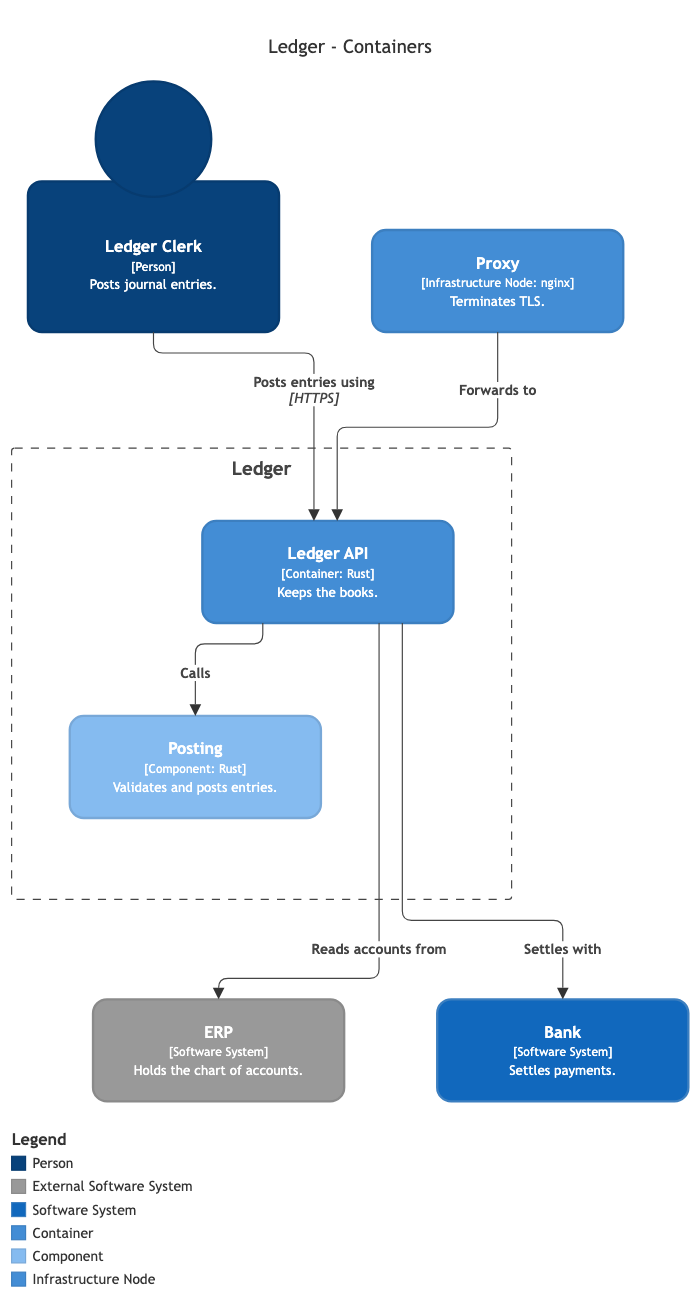 Ledger - Containers
Ledger Clerk
[Person]
Posts journal entries.
Proxy
[Infrastructure Node: nginx]
Terminates TLS.
Posts entries using
[HTTPS]
Forwards to
Ledger
Ledger API
[Container: Rust]
Keeps the books.
Calls
Posting
[Component: Rust]
Validates and posts entries.
Reads accounts from
Settles with
ERP
[Software System]
Holds the chart of accounts.
Bank
[Software System]
Settles payments.
Legend
Person
External Software System
Software System
Container
Component
Infrastructure Node